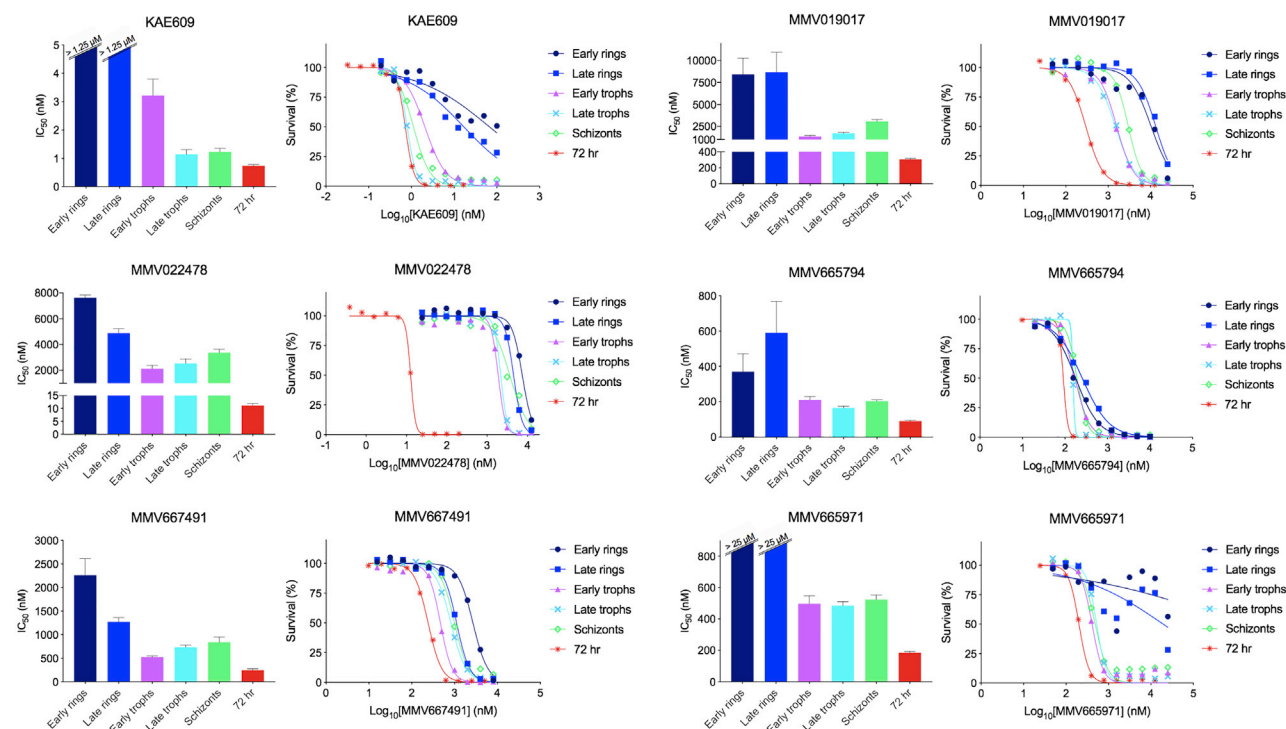 KAE609
> 1.25 µM
> 1.25 µM
IC50 (nM)
5
4
3
2
1
0
Early rings
Late rings
Early trophs
Late trophs
Schizonts
72 hr
KAE609
Survival (%)
125
100
75
50
25
0
-2
-1
0
1
2
3
Log10[KAE609] (nM)
Early rings
Late rings
Early trophs
Late trophs
Schizonts
72 hr
MMV019017
IC50 (nM)
10000
7500
5000
2500
1000
400
300
200
100
0
Early rings
Late rings
Early trophs
Late trophs
Schizonts
72 hr
MMV019017
Survival (%)
125
100
75
50
25
0
0
1
2
3
4
5
Log10[MMV019017] (nM)
Early rings
Late rings
Early trophs
Late trophs
Schizonts
72 hr
MMV022478
IC50 (nM)
8000
6000
4000
2000
15
10
5
0
Early rings
Late rings
Early trophs
Late trophs
Schizonts
72 hr
MMV022478
Survival (%)
125
100
75
50
25
0
-1
0
1
2
3
4
Log10[MMV022478] (nM)
Early rings
Late rings
Early trophs
Late trophs
Schizonts
72 hr
MMV665794
IC50 (nM)
800
600
400
200
0
Early rings
Late rings
Early trophs
Late trophs
Schizonts
72 hr
MMV665794
Survival (%)
125
100
75
50
25
0
0
1
2
3
4
5
Log10[MMV665794] (nM)
Early rings
Late rings
Early trophs
Late trophs
Schizonts
72 hr
MMV667491
IC50 (nM)
3000
2500
2000
1500
1000
500
0
Early rings
Late rings
Early trophs
Late trophs
Schizonts
72 hr
MMV667491
Survival (%)
125
100
75
50
25
0
0
1
2
3
4
5
Log10[MMV667491] (nM)
Early rings
Late rings
Early trophs
Late trophs
Schizonts
72 hr
MMV665971
> 25 µM
> 25 µM
IC50 (nM)
800
600
400
200
0
Early rings
Late rings
Early trophs
Late trophs
Schizonts
72 hr
MMV665971
Survival (%)
125
100
75
50
25
0
0
1
2
3
4
5
Log10[MMV665971] (nM)
Early rings
Late rings
Early trophs
Late trophs
Schizonts
72 hr